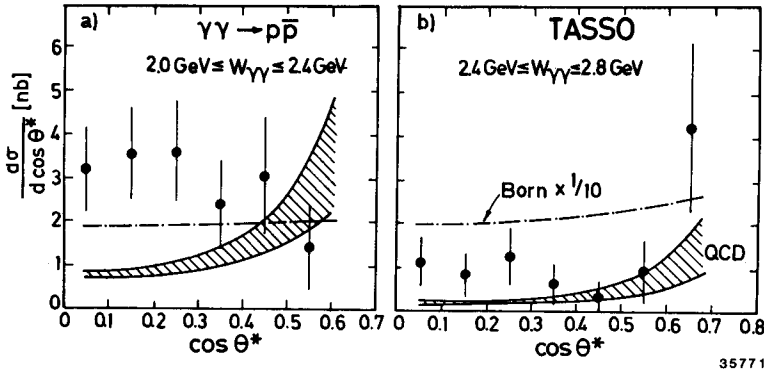 a)
γγ → pp̄
2.0 GeV ≤ Wγγ ≤ 2.4 GeV
dσ
d cos θ* [nb]
6
5
4
3
2
1
0
0 0.1 0.2 0.3 0.4 0.5 0.6 0.7
cos θ*
b)
TASSO
2.4 GeV ≤ Wγγ ≤ 2.8 GeV
Born × 1/10
QCD
0 0.1 0.2 0.3 0.4 0.5 0.6 0.7 0.8
cos θ*
35771